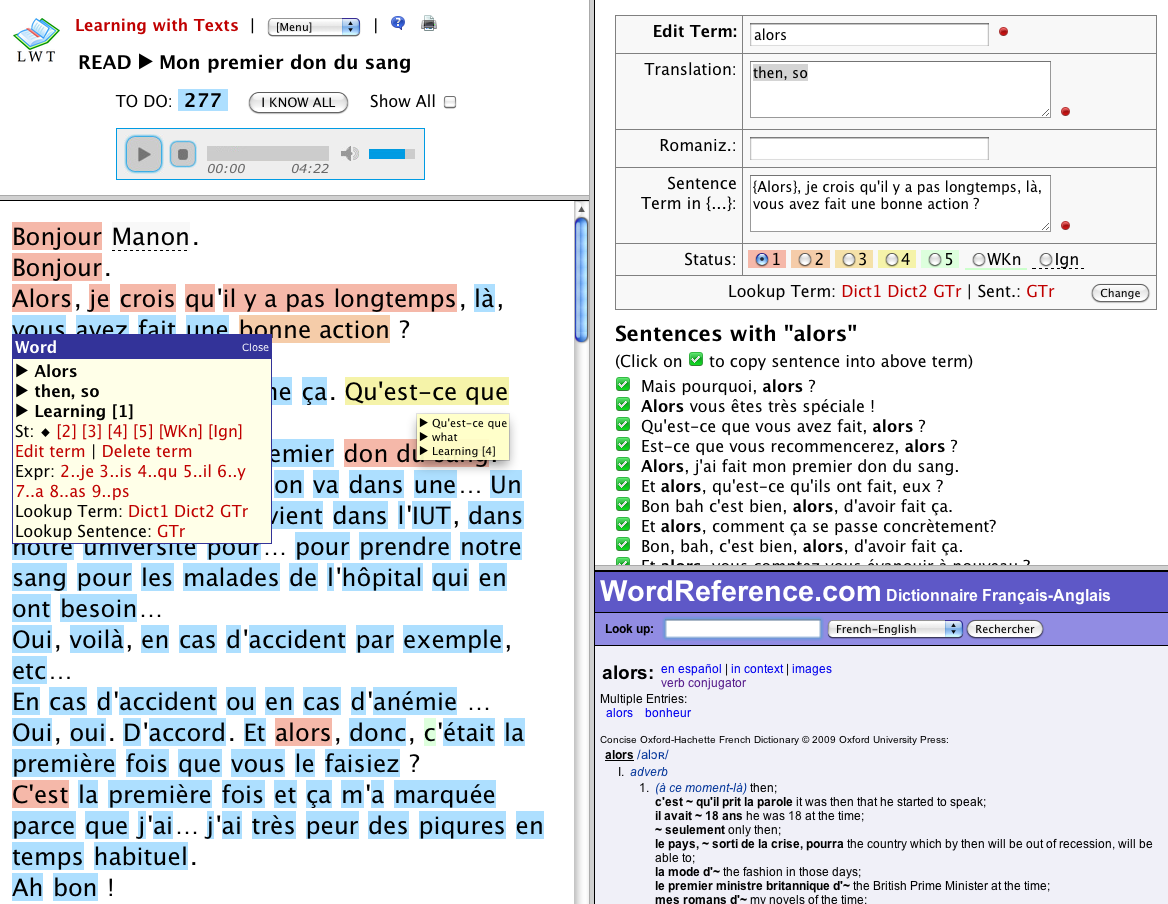 Learning with Texts | [Menu] |
LWT
READ ▶ Mon premier don du sang
TO DO: 277 I KNOW ALL Show All
00:00 04:22
Bonjour Manon.
Bonjour.
Alors, je crois qu'il y a pas longtemps, là,
vous avez fait une bonne action ?
Word Close
▶ Alors
▶ then, so
▶ Learning [1]
St: ◆ [2] [3] [4] [5] [WKn] [Ign]
Edit term | Delete term
Expr: 2..je 3..is 4..qu 5..il 6..y
7..a 8..as 9..ps
Lookup Term: Dict1 Dict2 GTr
Lookup Sentence: GTr
ça. Qu'est-ce que
▶ Qu'est-ce que
▶ what
▶ Learning [4]
don du sang.
on va dans une... Un
dans l'IUT, dans
notre université pour... pour prendre notre
sang pour les malades de l'hôpital qui en
ont besoin...
Oui, voilà, en cas d'accident par exemple,
etc...
En cas d'accident ou en cas d'anémie ...
Oui, oui. D'accord. Et alors, donc, c'était la
première fois que vous le faisiez ?
C'est la première fois et ça m'a marquée
parce que j'ai... j'ai très peur des piqures en
temps habituel.
Ah bon !
Edit Term: alors
Translation: then, so
Romaniz.:
Sentence
Term in {...}:
{Alors}, je crois qu'il y a pas longtemps, là,
vous avez fait une bonne action ?
Status: 1 2 3 4 5 WKn Ign
Lookup Term: Dict1 Dict2 GTr | Sent.: GTr Change
Sentences with "alors"
(Click on ✓ to copy sentence into above term)
Mais pourquoi, alors ?
Alors vous êtes très spéciale !
Qu'est-ce que vous avez fait, alors ?
Est-ce que vous recommencerez, alors ?
Alors, j'ai fait mon premier don du sang.
Et alors, qu'est-ce qu'ils ont fait, eux ?
Bon bah c'est bien, alors, d'avoir fait ça.
Et alors, comment ça se passe concrètement?
Bon, bah, c'est bien, alors, d'avoir fait ça.
Et alors, vous comptez vous évanouir à nouveau ?
WordReference.com Dictionnaire Français-Anglais
Look up: French-English Rechercher
alors: en español | in context | images
verb conjugator
Multiple Entries:
alors bonheur
Concise Oxford-Hachette French Dictionary © 2009 Oxford University Press:
alors /alɔʀ/
I. adverb
1. (à ce moment-là) then;
c'est ~ qu'il prit la parole it was then that he started to speak;
il avait ~ 18 ans he was 18 at the time;
~ seulement only then;
le pays, ~ sorti de la crise, pourra the country which by then will be out of recession, will be
able to;
la mode d'~ the fashion in those days;
le premier ministre britannique d'~ the British Prime Minister at the time;
mes romans d'~ my novels of the time;